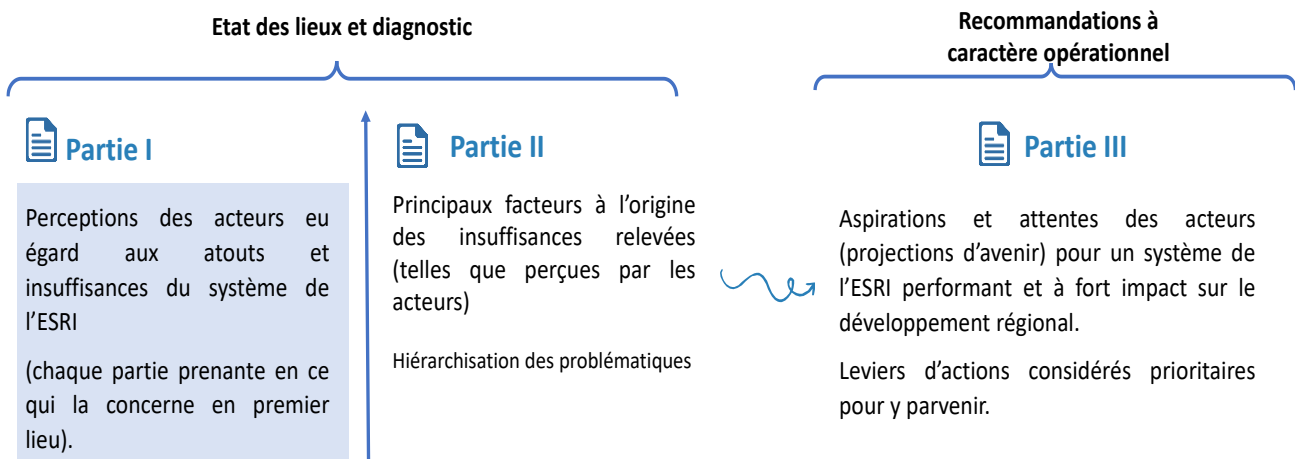 Etat des lieux et diagnostic
Recommandations à
caractère opérationnel
Partie I
Perceptions des acteurs eu
égard aux atouts et
insuffisances du système de
l’ESRI
(chaque partie prenante en ce
qui la concerne en premier
lieu).
Partie II
Principaux facteurs à l’origine
des insuffisances relevées
(telles que perçues par les
acteurs)
Hiérarchisation des problématiques
Partie III
Aspirations et attentes des acteurs
(projections d’avenir) pour un système de
l’ESRI performant et à fort impact sur le
développement régional.
Leviers d’actions considérés prioritaires
pour y parvenir.